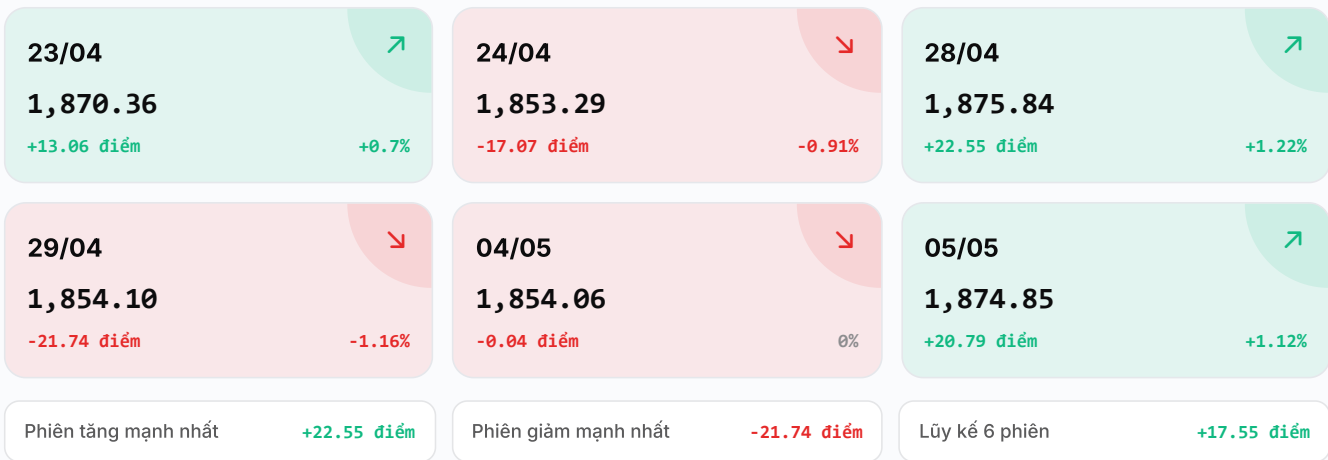 23/04
1,870.36
+13.06 điểm +0.7%
24/04
1,853.29
-17.07 điểm -0.91%
28/04
1,875.84
+22.55 điểm +1.22%
29/04
1,854.10
-21.74 điểm -1.16%
04/05
1,854.06
-0.04 điểm 0%
05/05
1,874.85
+20.79 điểm +1.12%
Phiên tăng mạnh nhất +22.55 điểm
Phiên giảm mạnh nhất -21.74 điểm
Lũy kế 6 phiên +17.55 điểm